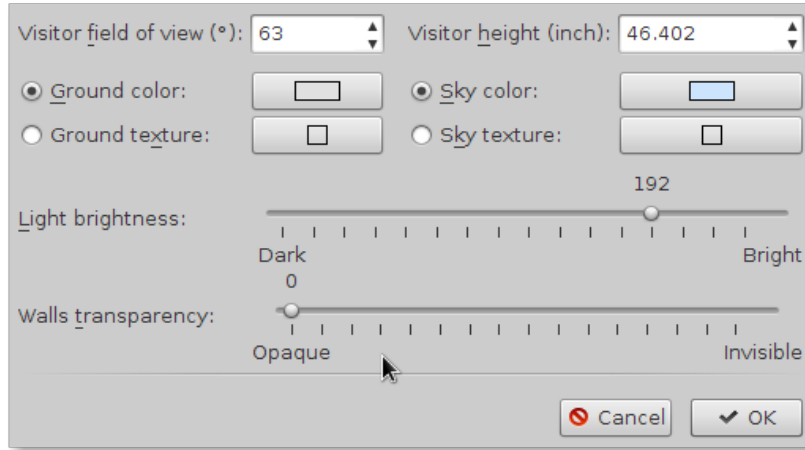 Visitor field of view (°): 63 Visitor height (inch): 46.402
Ground color: Sky color:
Ground texture: Sky texture:
192
Light brightness:
Dark Bright
0
Walls transparency:
Opaque Invisible
Cancel OK